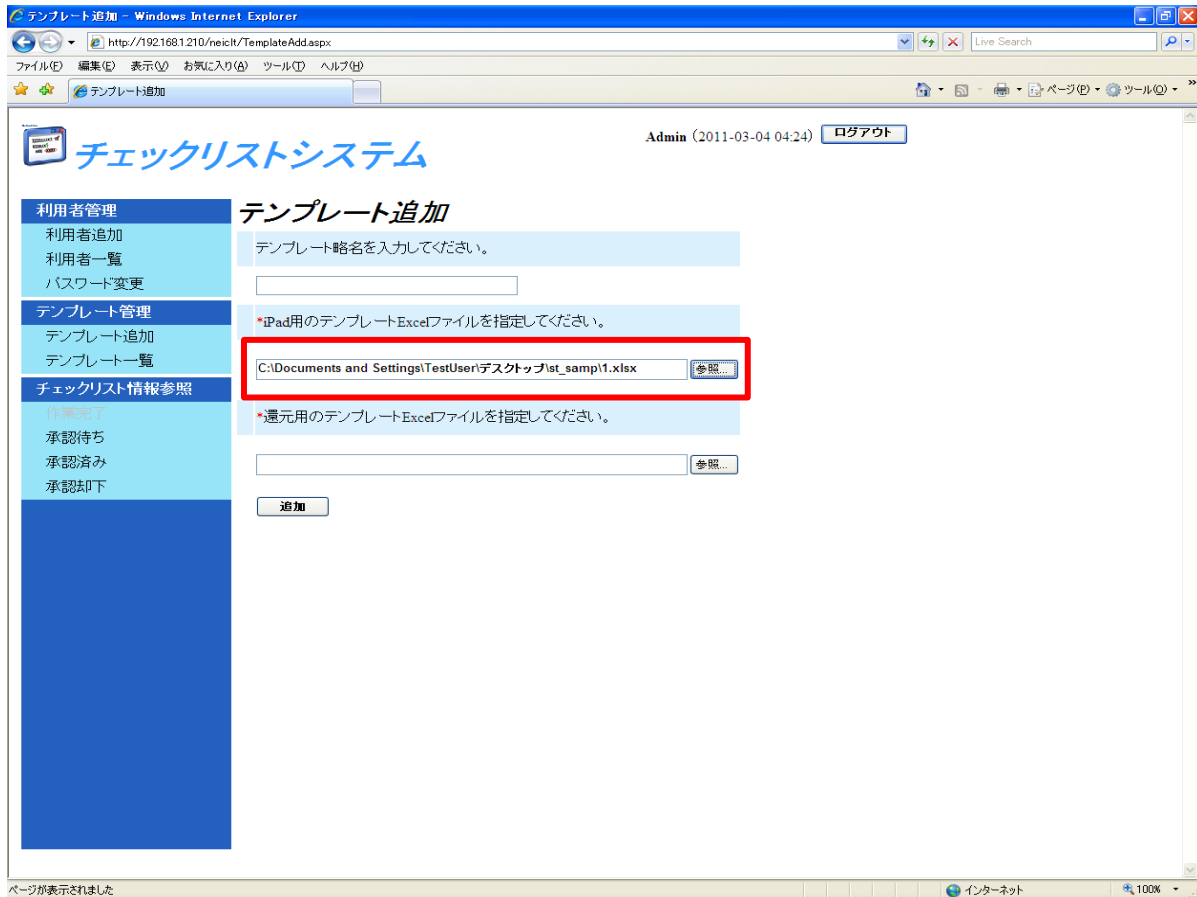 テンプレート追加 - Windows Internet Explorer
http://192.168.1.210/neiclt/TemplateAdd.aspx
Live Search
ファイル(F) 編集(E) 表示(V) お気に入り(A) ツール(T) ヘルプ(H)
テンプレート追加
ページ(P) ツール(O)
チェックリストシステム
Admin (2011-03-04 04:24) ログアウト
利用者管理
利用者追加
利用者一覧
パスワード変更
テンプレート管理
テンプレート追加
テンプレート一覧
チェックリスト情報参照
作業完了
承認待ち
承認済み
承認却下
テンプレート追加
テンプレート略名を入力してください。
*iPad用のテンプレートExcelファイルを指定してください。
C:\Documents and Settings\TestUser\デスクトップ\st_samp\1.xlsx 参照...
*還元用のテンプレートExcelファイルを指定してください。
参照...
追加
ページが表示されました インターネット 100%